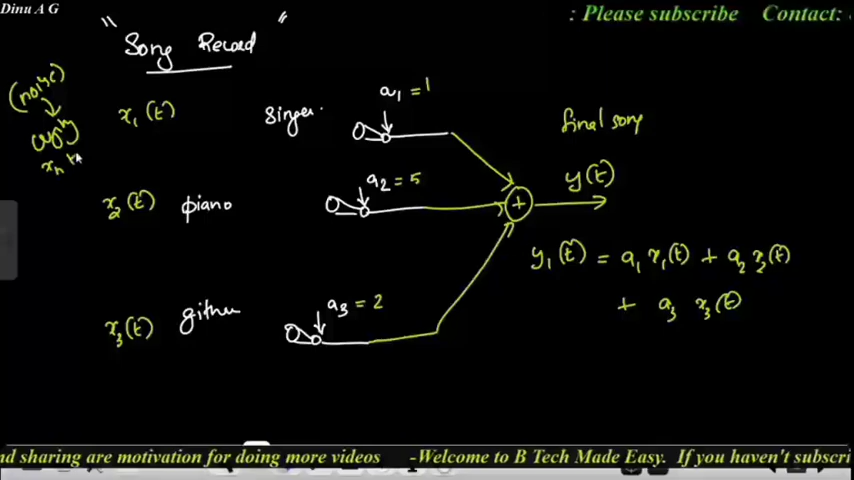 Dinu A G
: Please subscribe Contact:
" Song Record "
(noise)
x₁(t) singer. a₁ = 1
final song
xₙ t
x₂(t) piano a₂ = 5
+
y(t)
y₁(t) = a₁ x₁(t) + a₂ x₂(t)
+ a₃ x₃(t)
x₃(t) gither a₃ = 2
nd sharing are motivation for doing more videos -Welcome to B Tech Made Easy. If you haven't subscri